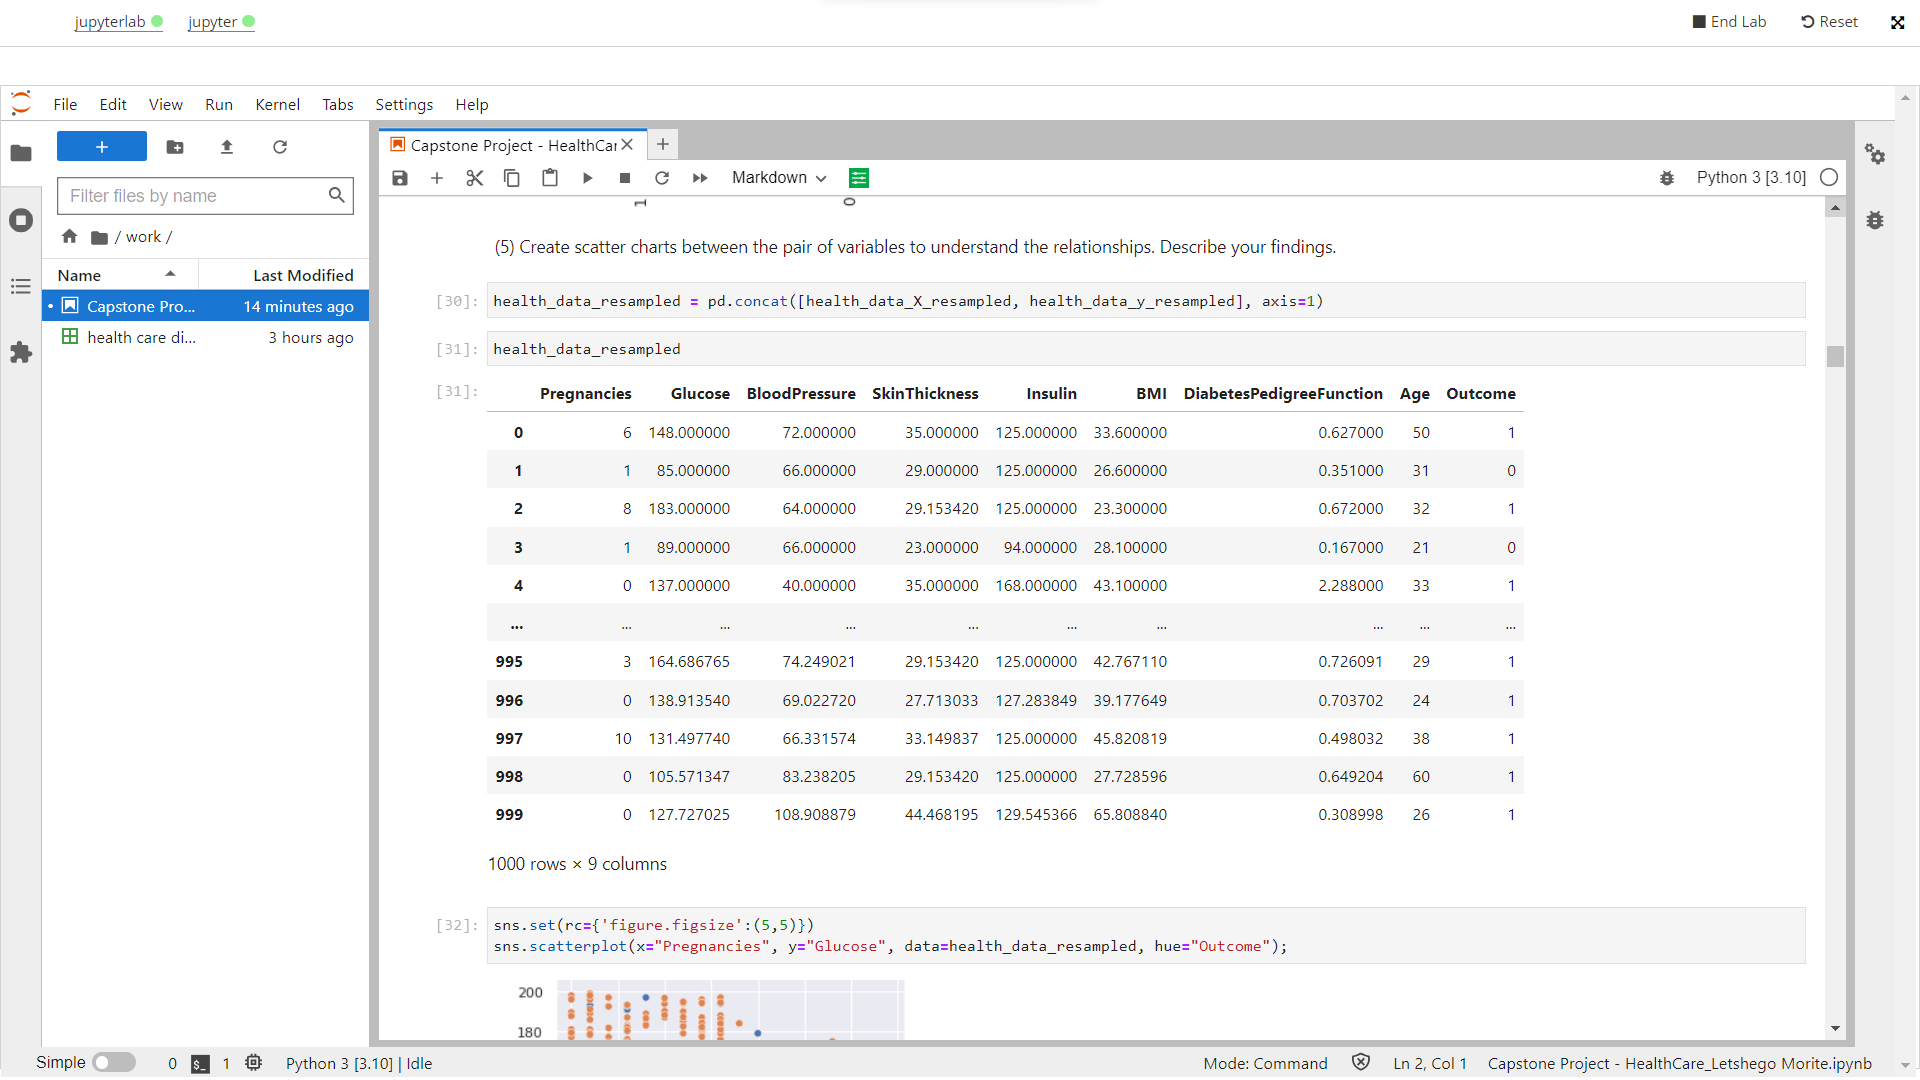 jupyterlab jupyter End Lab Reset
File Edit View Run Kernel Tabs Settings Help
+
Filter files by name
/ work /
Name Last Modified
• Capstone Pro... 14 minutes ago
health care di... 3 hours ago
Capstone Project - HealthCar
Markdown Python 3 [3.10]
1 0
(5) Create scatter charts between the pair of variables to understand the relationships. Describe your findings.
[30]: health_data_resampled = pd.concat([health_data_X_resampled, health_data_y_resampled], axis=1)
[31]: health_data_resampled
[31]: Pregnancies Glucose BloodPressure SkinThickness Insulin BMI DiabetesPedigreeFunction Age Outcome
0 6 148.000000 72.000000 35.000000 125.000000 33.600000 0.627000 50 1
1 1 85.000000 66.000000 29.000000 125.000000 26.600000 0.351000 31 0
2 8 183.000000 64.000000 29.153420 125.000000 23.300000 0.672000 32 1
3 1 89.000000 66.000000 23.000000 94.000000 28.100000 0.167000 21 0
4 0 137.000000 40.000000 35.000000 168.000000 43.100000 2.288000 33 1
... ... ... ... ... ... ... ... ... ...
995 3 164.686765 74.249021 29.153420 125.000000 42.767110 0.726091 29 1
996 0 138.913540 69.022720 27.713033 127.283849 39.177649 0.703702 24 1
997 10 131.497740 66.331574 33.149837 125.000000 45.820819 0.498032 38 1
998 0 105.571347 83.238205 29.153420 125.000000 27.728596 0.649204 60 1
999 0 127.727025 108.908879 44.468195 129.545366 65.808840 0.308998 26 1
1000 rows × 9 columns
[32]: sns.set(rc={'figure.figsize':(5,5)})
sns.scatterplot(x="Pregnancies", y="Glucose", data=health_data_resampled, hue="Outcome");
200
180
Simple 0 $_ 1 Python 3 [3.10] | Idle Mode: Command Ln 2, Col 1 Capstone Project - HealthCare_Letshego Morite.ipynb